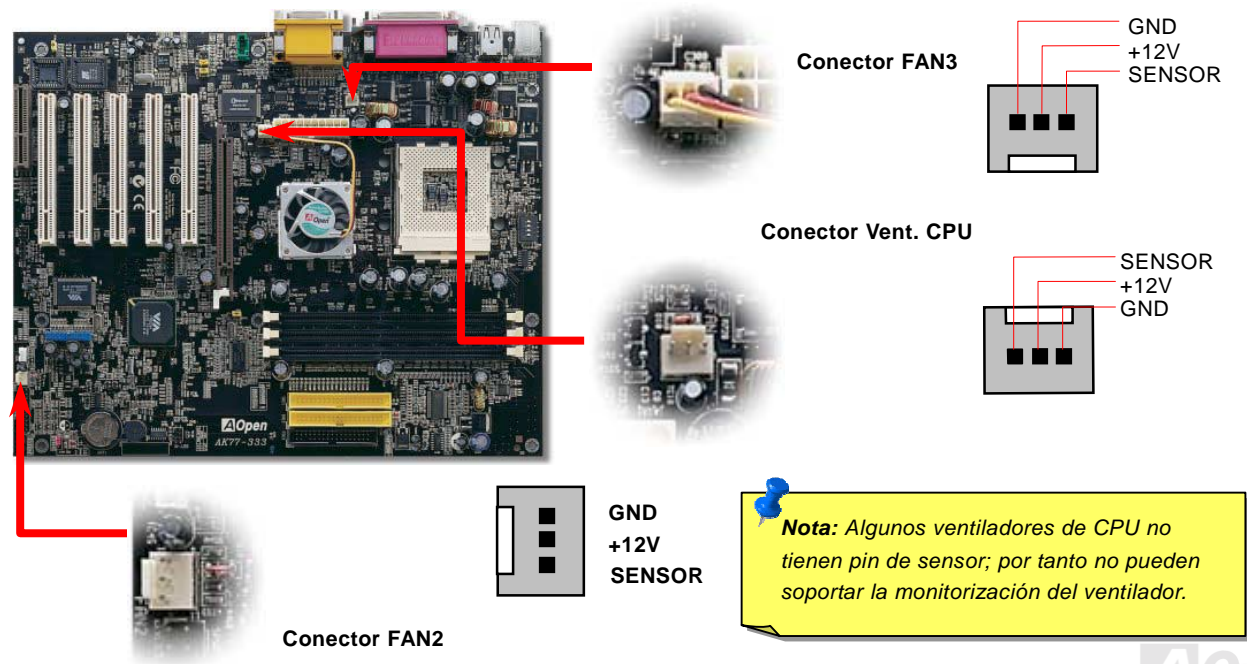 Conector FAN3
GND
+12V
SENSOR
Conector Vent. CPU
SENSOR
+12V
GND
AOpen
AOpen
AK77-333
VIA
GND
+12V
SENSOR
Conector FAN2
Nota: Algunos ventiladores de CPU no
tienen pin de sensor; por tanto no pueden
soportar la monitorización del ventilador.